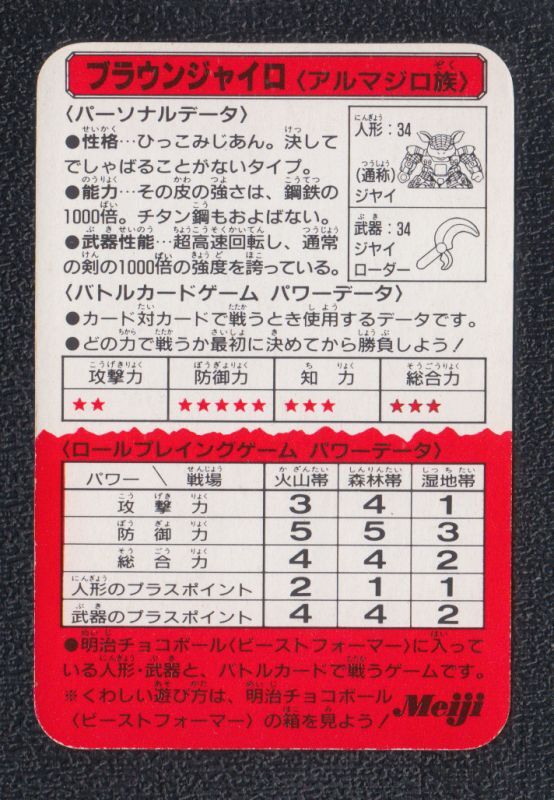 ブラウンジャイロ〈アルマジロ族〉
〈パーソナルデータ〉
●性格…ひっこみじあん。決して
でしゃばることがないタイプ。
●能力…その皮の強さは、鋼鉄の
1000倍。チタン鋼もおよばない。
●武器性能…超高速回転し、通常
の剣の1000倍の強度を誇っている。
人形:34
(通称)
ジャイ
武器:34
ジャイ
ローダー
〈バトルカードゲーム パワーデータ〉
●カード対カードで戦うとき使用するデータです。
●どの力で戦うか最初に決めてから勝負しよう!
攻撃力 防御力 知力 総合力
★★ ★★★★★ ★★★ ★★★
〈ロールプレイングゲーム パワーデータ〉
パワー\戦場 火山帯 森林帯 湿地帯
攻撃力 3 4 1
防御力 5 5 3
総合力 4 4 2
人形のプラスポイント 2 1 1
武器のプラスポイント 4 4 2
●明治チョコボール〈ビーストフォーマー〉に入って
いる人形・武器と、バトルカードで戦うゲームです。
※くわしい遊び方は、明治チョコボール
〈ビーストフォーマー〉の箱を見よう!
Meiji